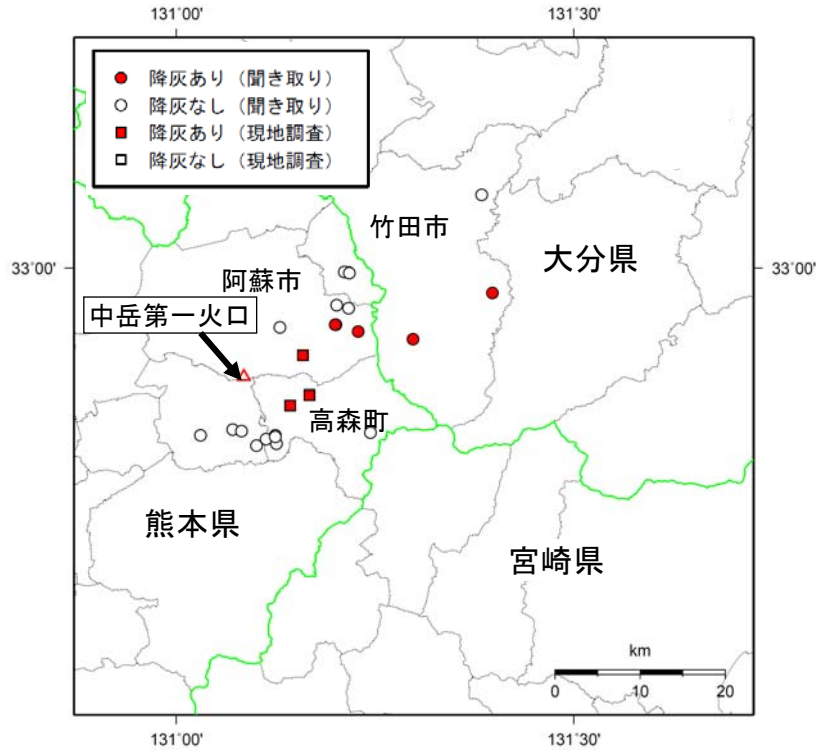 131°00'
131°30'
降灰あり（聞き取り）
降灰なし（聞き取り）
降灰あり（現地調査）
降灰なし（現地調査）
竹田市
大分県
33°00'
33°00'
阿蘇市
中岳第一火口
高森町
熊本県
宮崎県
km
0 10 20
131°00'
131°30'